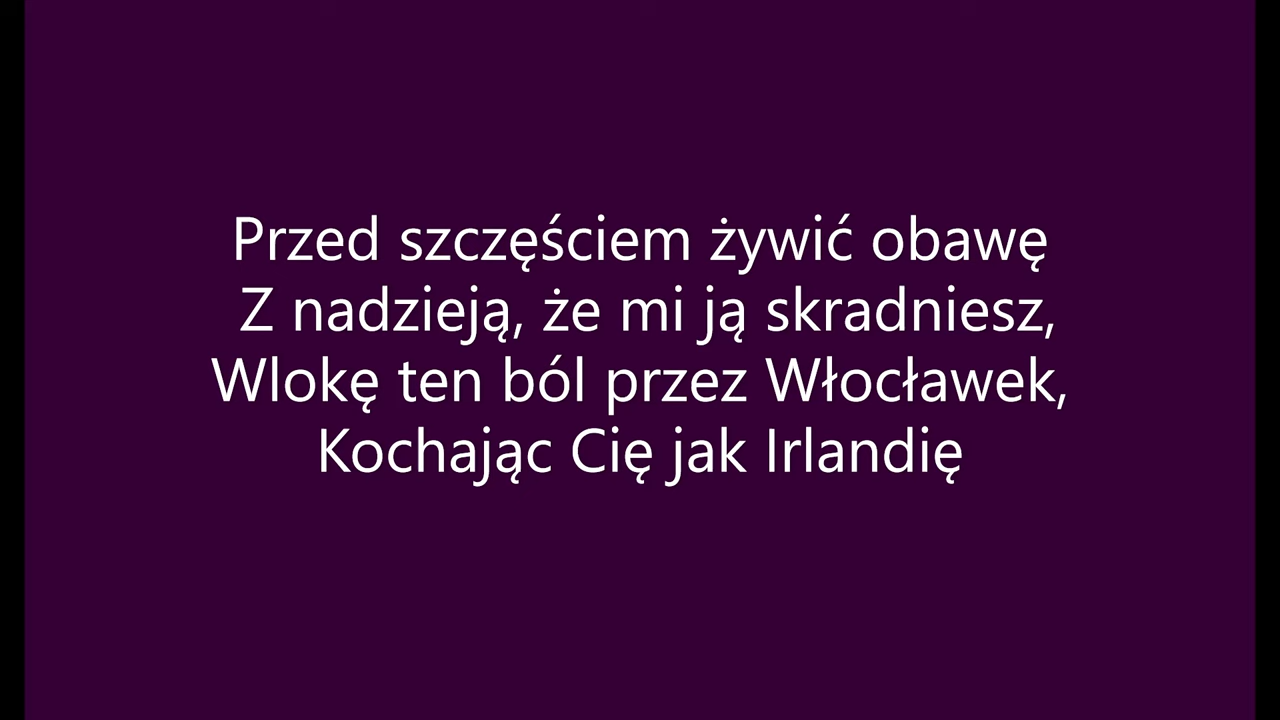 Przed szczęściem żywić obawę
Z nadzieją, że mi ją skradniesz,
Wlokę ten ból przez Włocławek,
Kochając Cię jak Irlandię